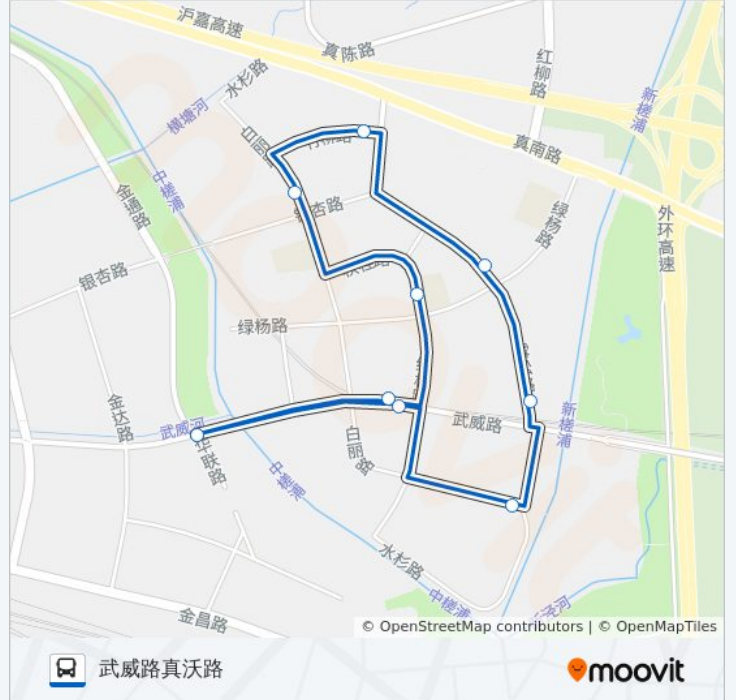 沪嘉高速
真陈路
水杉路
红柳路
新槎浦
横塘河
真南路
金通路
中槎浦
银杏路
绿杨路
外环高速
银杏路
绿杨路
金达路
武威河
武威路
新槎浦
白丽路
中槎浦
水杉路
中槎浦
金昌路
© OpenStreetMap contributors | © OpenMapTiles
武威路真沃路
moovit